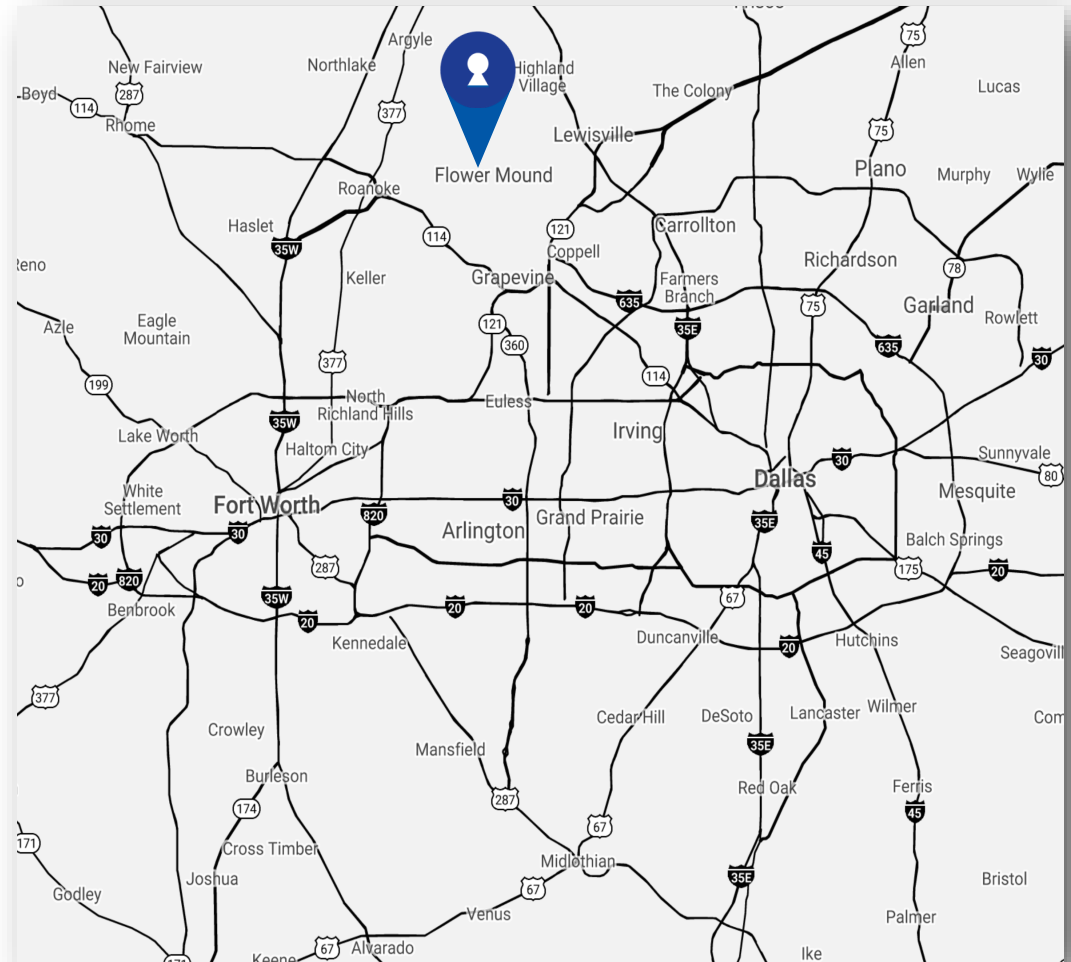 Argyle
75
New Fairview
Northlake
Highland
Village
Allen
Lucas
Boyd
287
114
The Colony
377
Rhome
Lewisville
75
Flower Mound
Plano
Murphy
Wylie
Roanoke
Haslet
35W
114
121
Carrollton
Coppell
Richardson
78
Reno
Keller
Grapevine
Farmers
Branch
635
35E
75
Garland
Rowlett
Azle
Eagle
Mountain
121
360
635
30
377
114
199
North
Richland Hills
Euless
35W
Irving
Lake Worth
Haltom City
30
Sunnyvale
80
Dallas
White
Settlement
Fort Worth
30
820
Arlington
Grand Prairie
35E
Mesquite
30
30
45
Balch Springs
175
20
20
820
287
35W
67
Benbrook
20
20
20
Kennedale
Duncanville
20
Hutchins
Seagovill
377
Crowley
Cedar Hill
DeSoto
Lancaster
Wilmer
Com
Mansfield
35E
Burleson
Red Oak
Ferris
174
287
45
67
171
Cross Timber
Midlothian
Joshua
35E
Godley
67
Bristol
Venus
Palmer
67
Alvarado
Keene
Ike